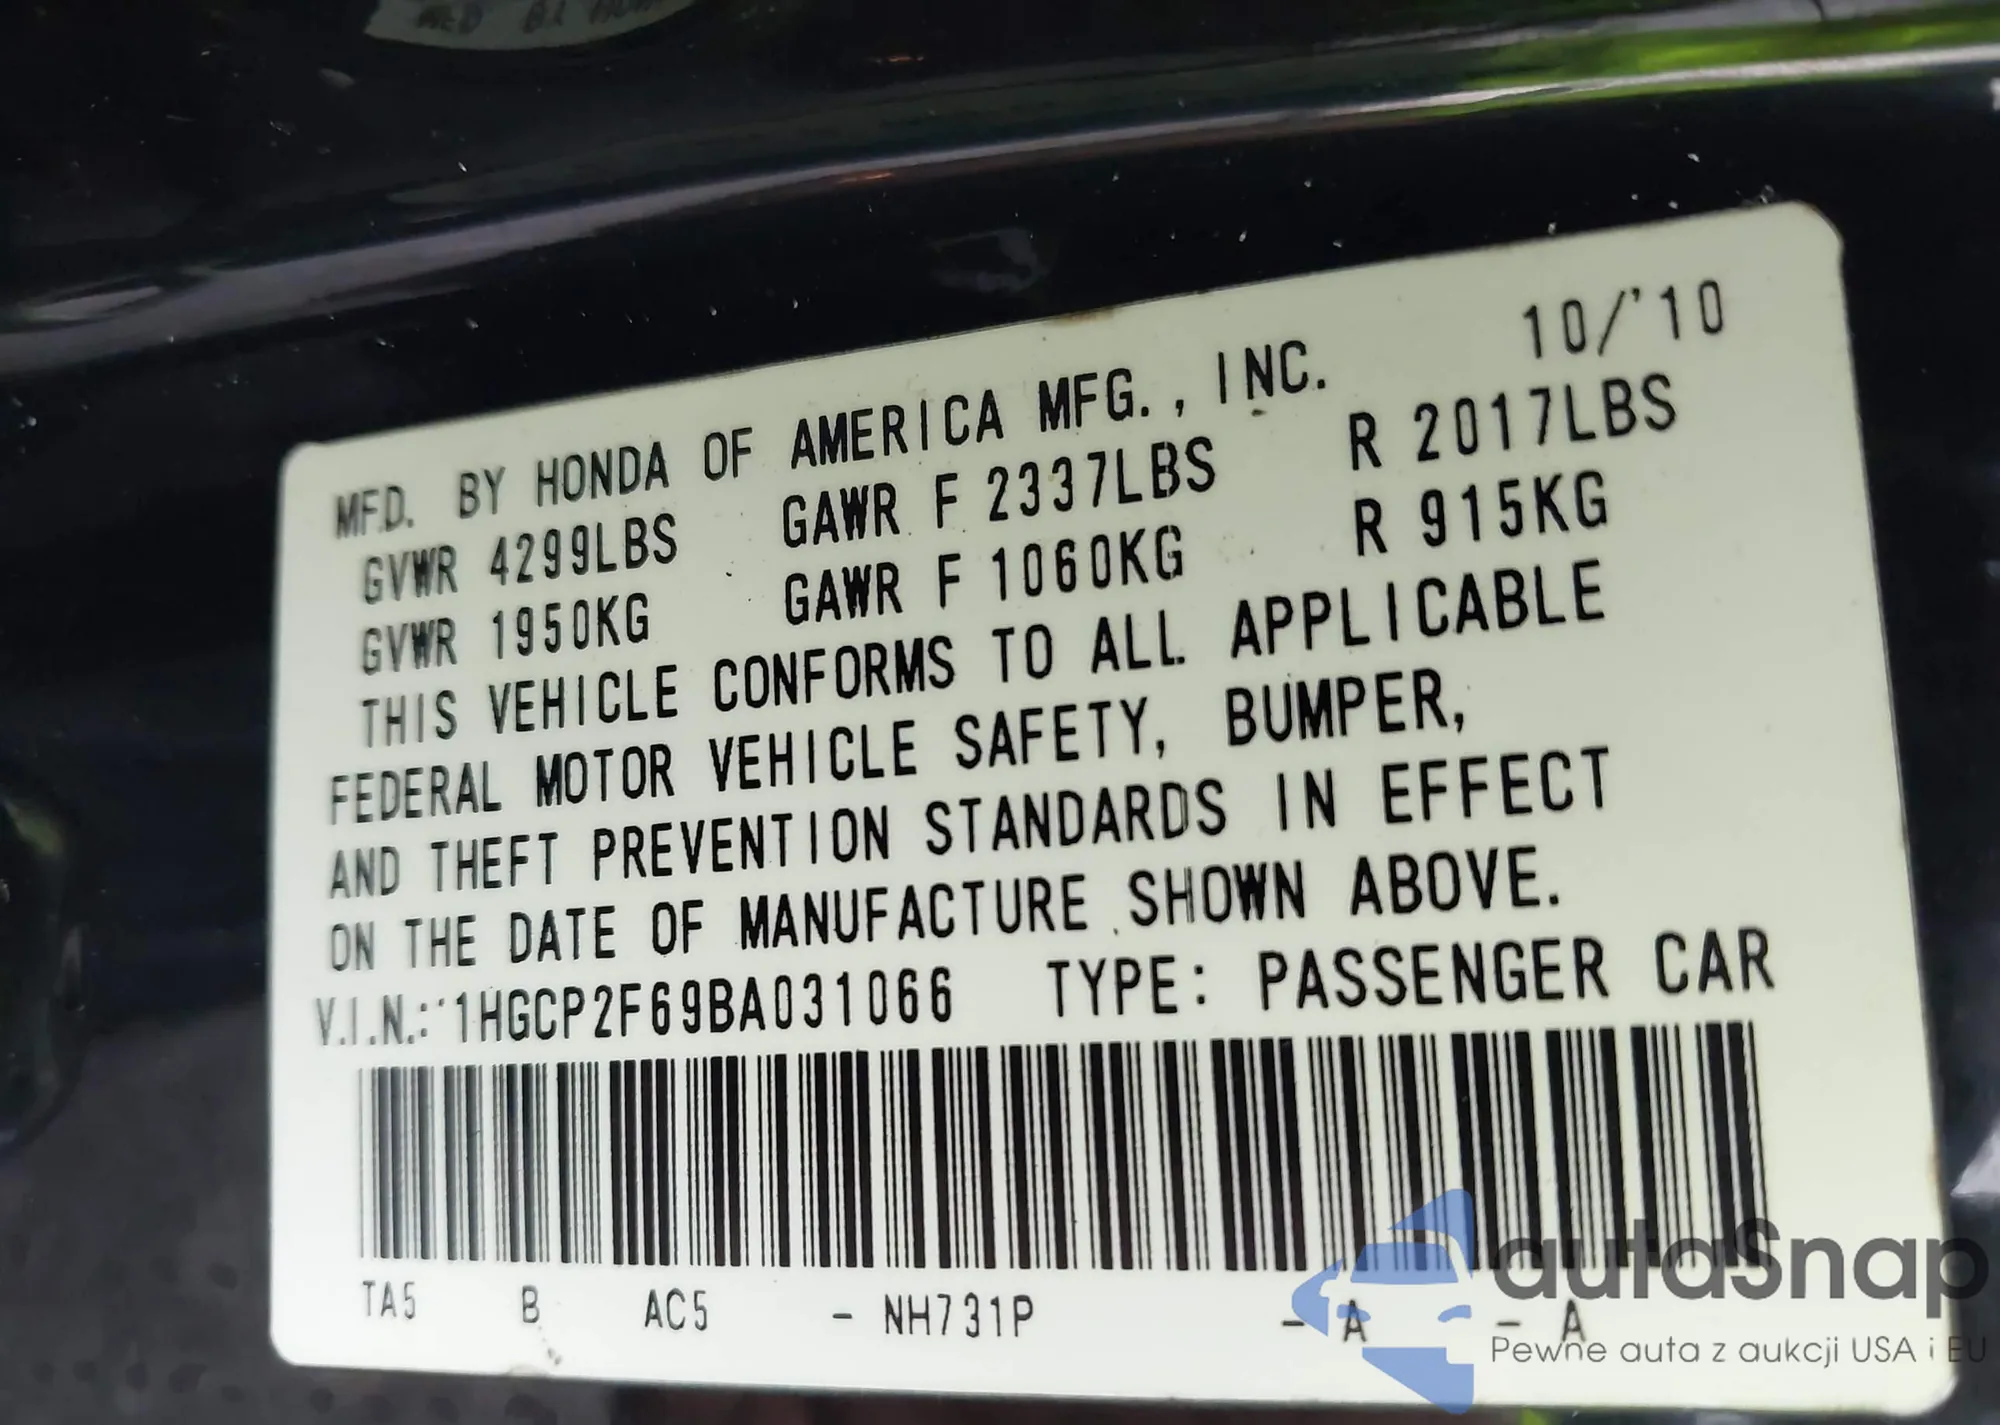 MFD. BY HONDA OF AMERICA MFG., INC. 10/'10
GVWR 4299LBS GAWR F 2337LBS R 2017LBS
GVWR 1950KG GAWR F 1060KG R 915KG
THIS VEHICLE CONFORMS TO ALL APPLICABLE
FEDERAL MOTOR VEHICLE SAFETY, BUMPER,
AND THEFT PREVENTION STANDARDS IN EFFECT
ON THE DATE OF MANUFACTURE SHOWN ABOVE.
V.I.N.: 1HGCP2F69BA031066 TYPE: PASSENGER CAR
TA5 B AC5 - NH731P - A - A
autaSnap
Pewne auta z aukcji USA i EU